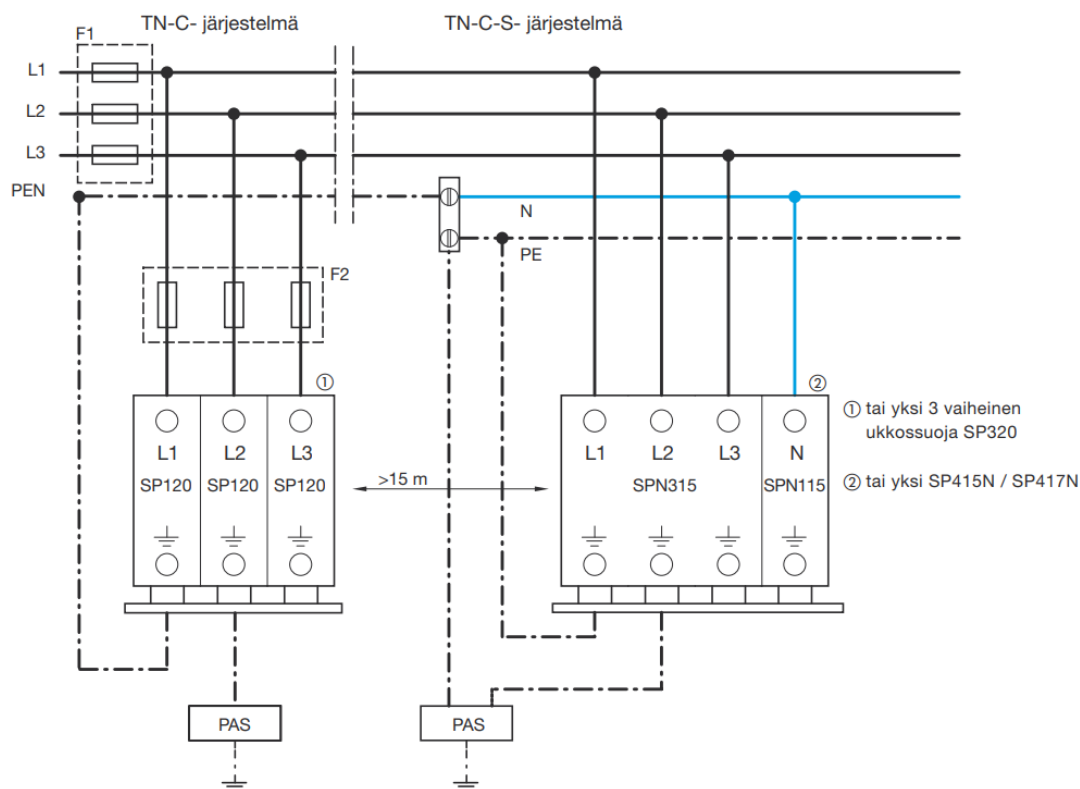 TN-C- järjestelmä
TN-C-S- järjestelmä
F1
L1
L2
L3
PEN
N
PE
F2
①
②
L1 L2 L3
SP120 SP120 SP120
>15 m
L1 L2 L3 N
SPN315 SPN115
① tai yksi 3 vaiheinen
ukkossuoja SP320
② tai yksi SP415N / SP417N
PAS
PAS